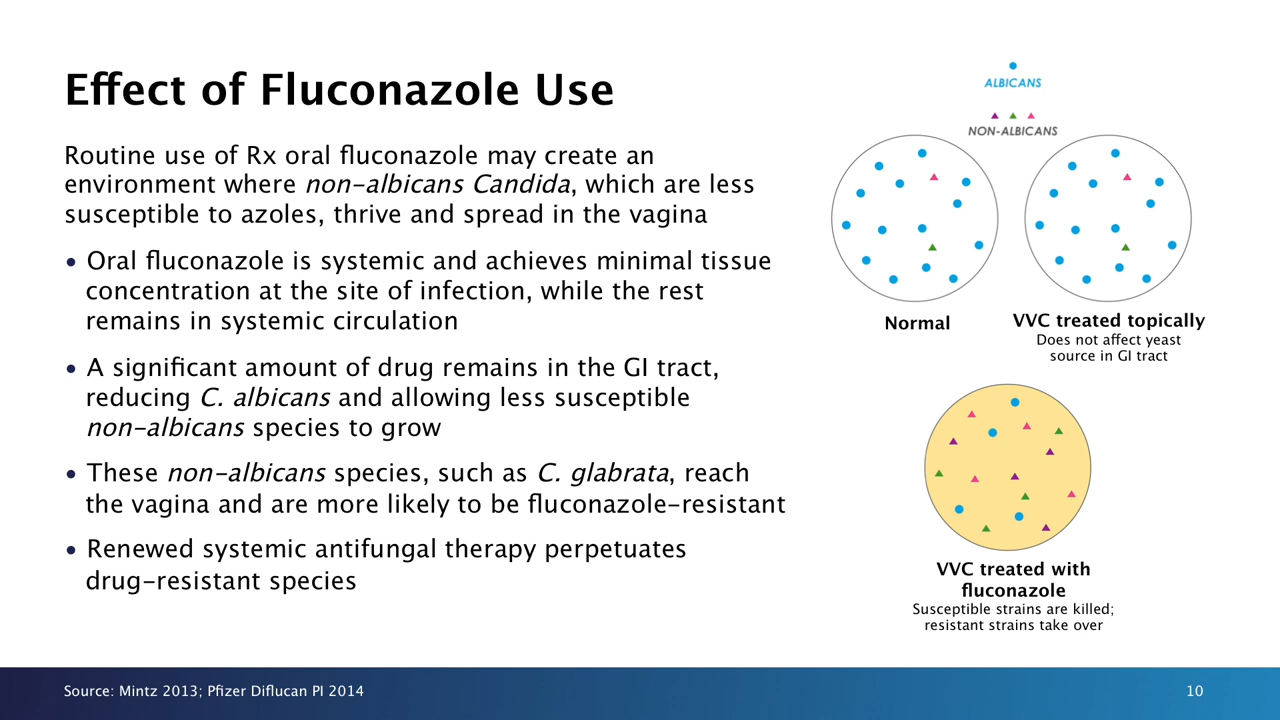 Effect of Fluconazole Use
Routine use of Rx oral fluconazole may create an
environment where non-albicans Candida, which are less
susceptible to azoles, thrive and spread in the vagina
• Oral fluconazole is systemic and achieves minimal tissue
concentration at the site of infection, while the rest
remains in systemic circulation
• A significant amount of drug remains in the GI tract,
reducing C. albicans and allowing less susceptible
non-albicans species to grow
• These non-albicans species, such as C. glabrata, reach
the vagina and are more likely to be fluconazole-resistant
• Renewed systemic antifungal therapy perpetuates
drug-resistant species
ALBICANS
NON-ALBICANS
Normal
VVC treated topically
Does not affect yeast
source in GI tract
VVC treated with
fluconazole
Susceptible strains are killed;
resistant strains take over
Source: Mintz 2013; Pfizer Diflucan PI 2014
10